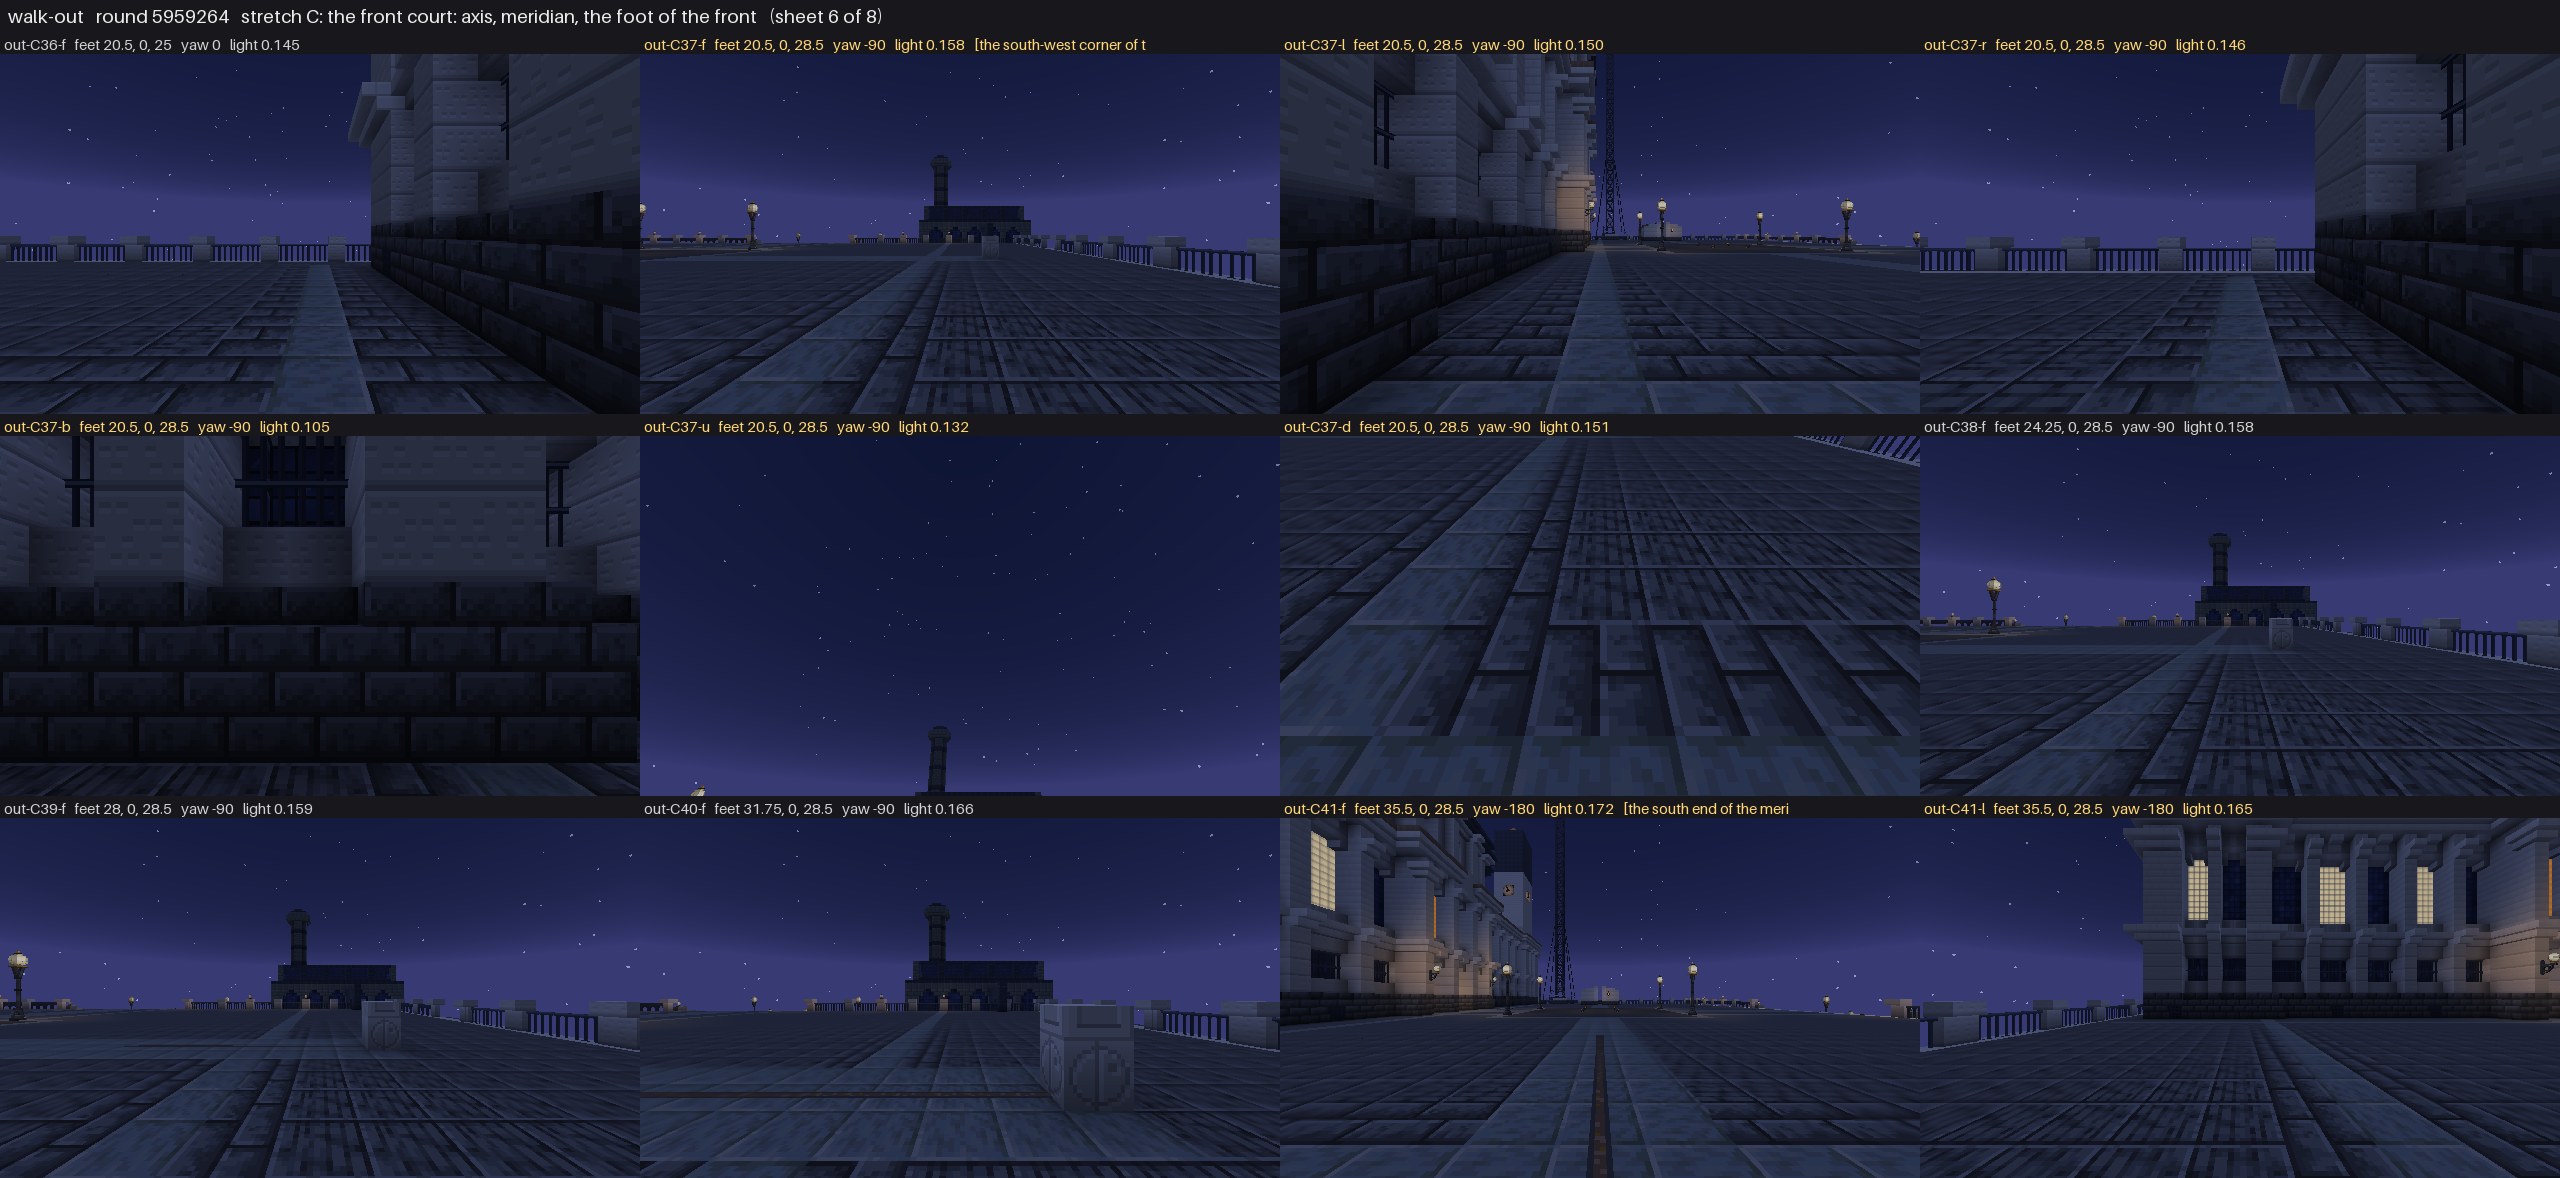 walk-out round 5959264 stretch C: the front court: axis, meridian, the foot of the front (sheet 6 of 8)
out-C36-f feet 20.5, 0, 25 yaw 0 light 0.145
out-C37-f feet 20.5, 0, 28.5 yaw -90 light 0.158 [the south-west corner of t
out-C37-l feet 20.5, 0, 28.5 yaw -90 light 0.150
out-C37-r feet 20.5, 0, 28.5 yaw -90 light 0.146
out-C37-b feet 20.5, 0, 28.5 yaw -90 light 0.105
out-C37-u feet 20.5, 0, 28.5 yaw -90 light 0.132
out-C37-d feet 20.5, 0, 28.5 yaw -90 light 0.151
out-C38-f feet 24.25, 0, 28.5 yaw -90 light 0.158
out-C39-f feet 28, 0, 28.5 yaw -90 light 0.159
out-C40-f feet 31.75, 0, 28.5 yaw -90 light 0.166
out-C41-f feet 35.5, 0, 28.5 yaw -180 light 0.172 [the south end of the meri
out-C41-l feet 35.5, 0, 28.5 yaw -180 light 0.165